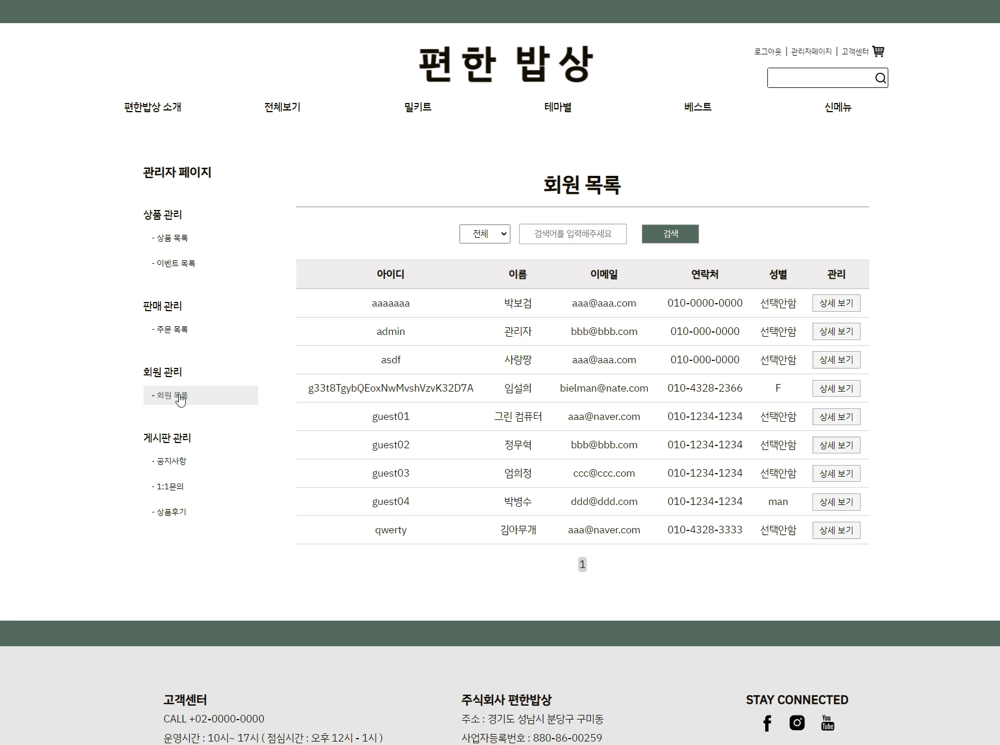 편한 밥상
로그아웃 | 관리자페이지 | 고객센터
편한밥상 소개 전체보기 밀키트 테마별 베스트 신메뉴
관리자 페이지
상품 관리
- 상품 목록
- 이벤트 목록
판매 관리
- 주문 목록
회원 관리
- 회원 목록
게시판 관리
- 공지사항
- 1:1문의
- 상품후기
회원 목록
전체 검색어를 입력해주세요 검색
아이디 이름 이메일 연락처 성별 관리
aaaaaaa 박보검 aaa@aaa.com 010-0000-0000 선택안함 상세 보기
admin 관리자 bbb@bbb.com 010-000-0000 선택안함 상세 보기
asdf 사랑짱 aaa@aaa.com 010-000-0000 선택안함 상세 보기
g33t8TgybQEoxNwMvshVzvK32D7A 임설희 bielman@nate.com 010-4328-2366 F 상세 보기
guest01 그린 컴퓨터 aaa@naver.com 010-1234-1234 선택안함 상세 보기
guest02 정무혁 bbb@bbb.com 010-1234-1234 선택안함 상세 보기
guest03 엄희정 ccc@ccc.com 010-1234-1234 선택안함 상세 보기
guest04 박병수 ddd@ddd.com 010-1234-1234 man 상세 보기
qwerty 김아무개 aaa@naver.com 010-4328-3333 선택안함 상세 보기
1
고객센터
CALL +02-0000-0000
운영시간 : 10시~ 17시 ( 점심시간 : 오후 12시 - 1시 )
주식회사 편한밥상
주소 : 경기도 성남시 분당구 구미동
사업자등록번호 : 880-86-00259
STAY CONNECTED
You
Tube